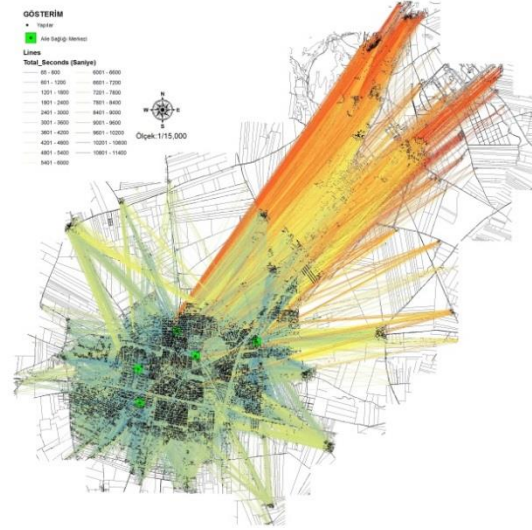 GÖSTERİM
Yapılar
Aile Sağlığı Merkezi
Lines
Total_Seconds (Saniye)
65 - 600
601 - 1200
1201 - 1800
1801 - 2400
2401 - 3000
3001 - 3600
3601 - 4200
4201 - 4800
4801 - 5400
5401 - 6000
6001 - 6600
6601 - 7200
7201 - 7800
7801 - 8400
8401 - 9000
9001 - 9600
9601 - 10200
10201 - 10800
10801 - 11400
N
W E
S
Ölçek:1/15,000